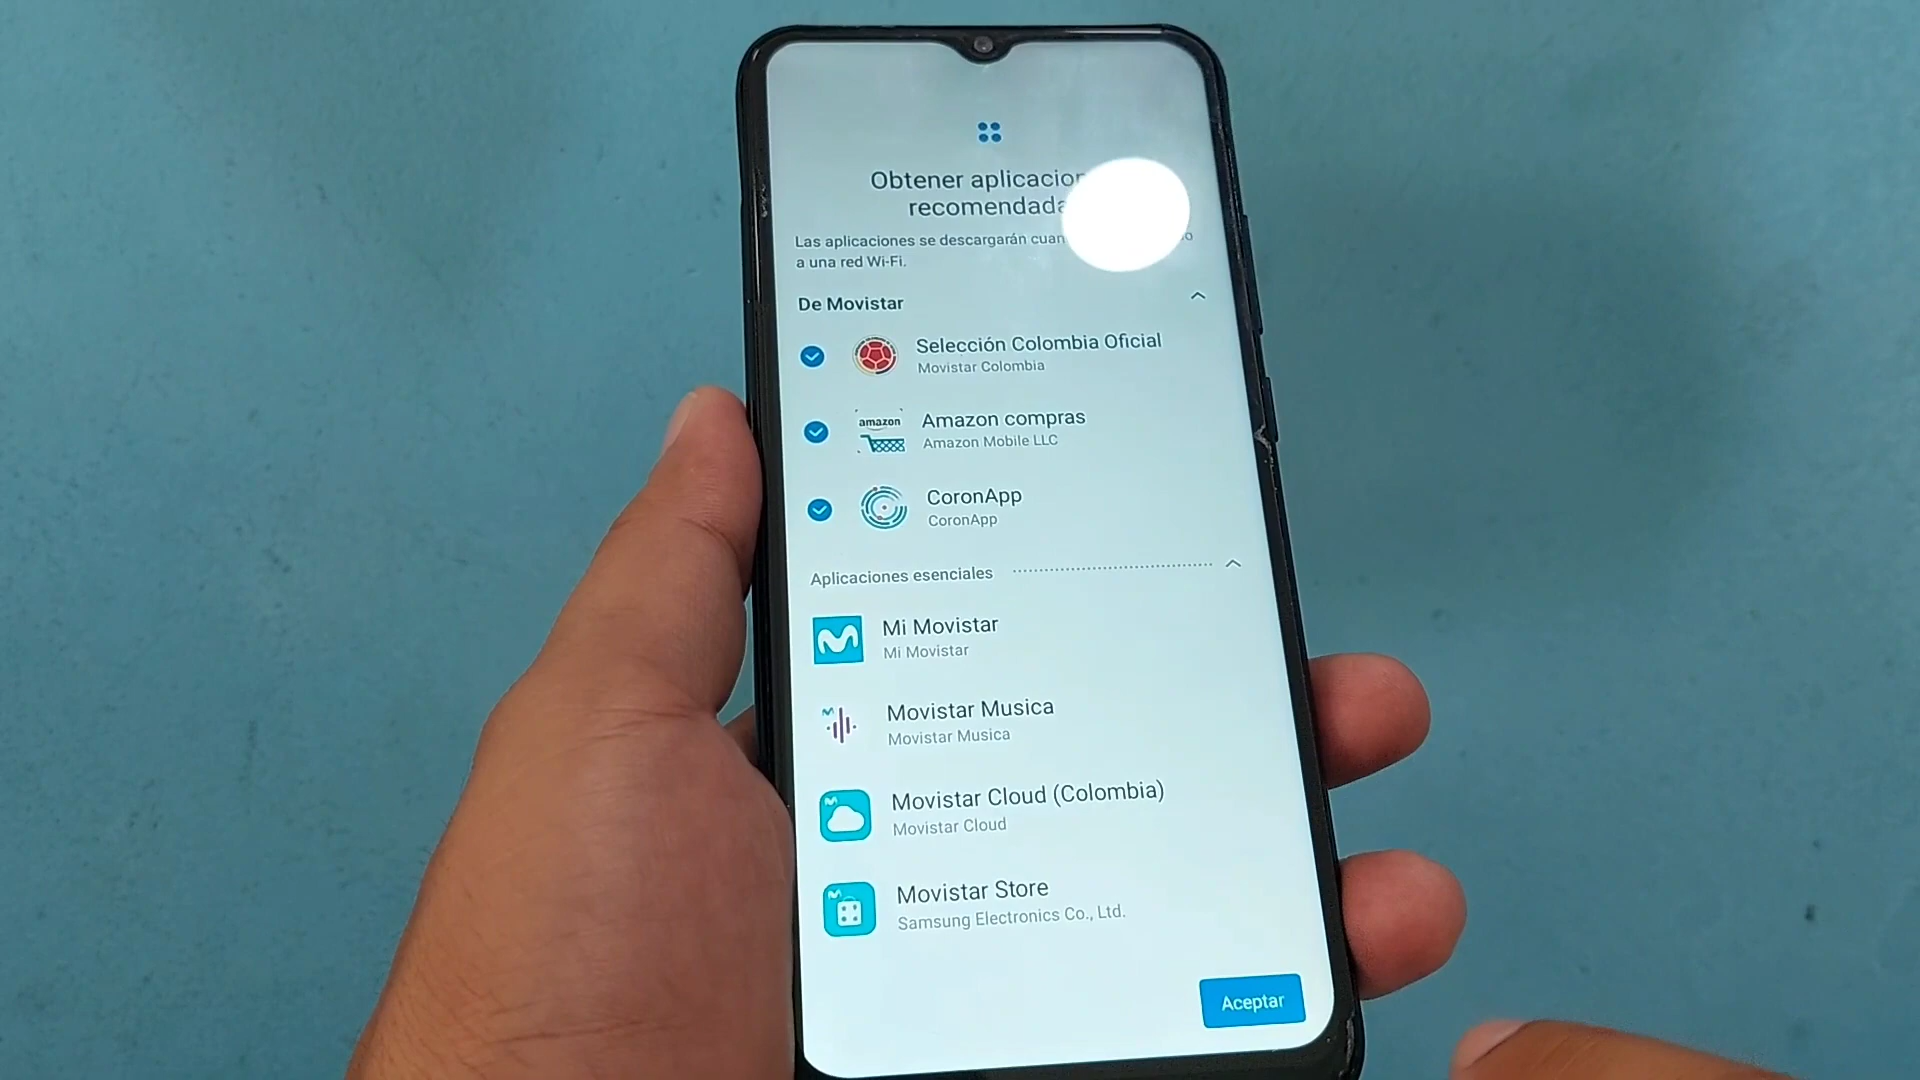 Obtener
recomendada
Las aplicaciones se descargarán
a una red Wi-Fi.
De Movistar
Selección Colombia Oficial
Movistar Colombia
amazon
Amazon compras
Amazon Mobile LLC
CoronApp
CoronApp
Aplicaciones esenciales
Mi Movistar
Mi Movistar
Movistar Musica
Movistar Musica
Movistar Cloud (Colombia)
Movistar Cloud
Movistar Store
Samsung Electronics Co., Ltd.
Aceptar